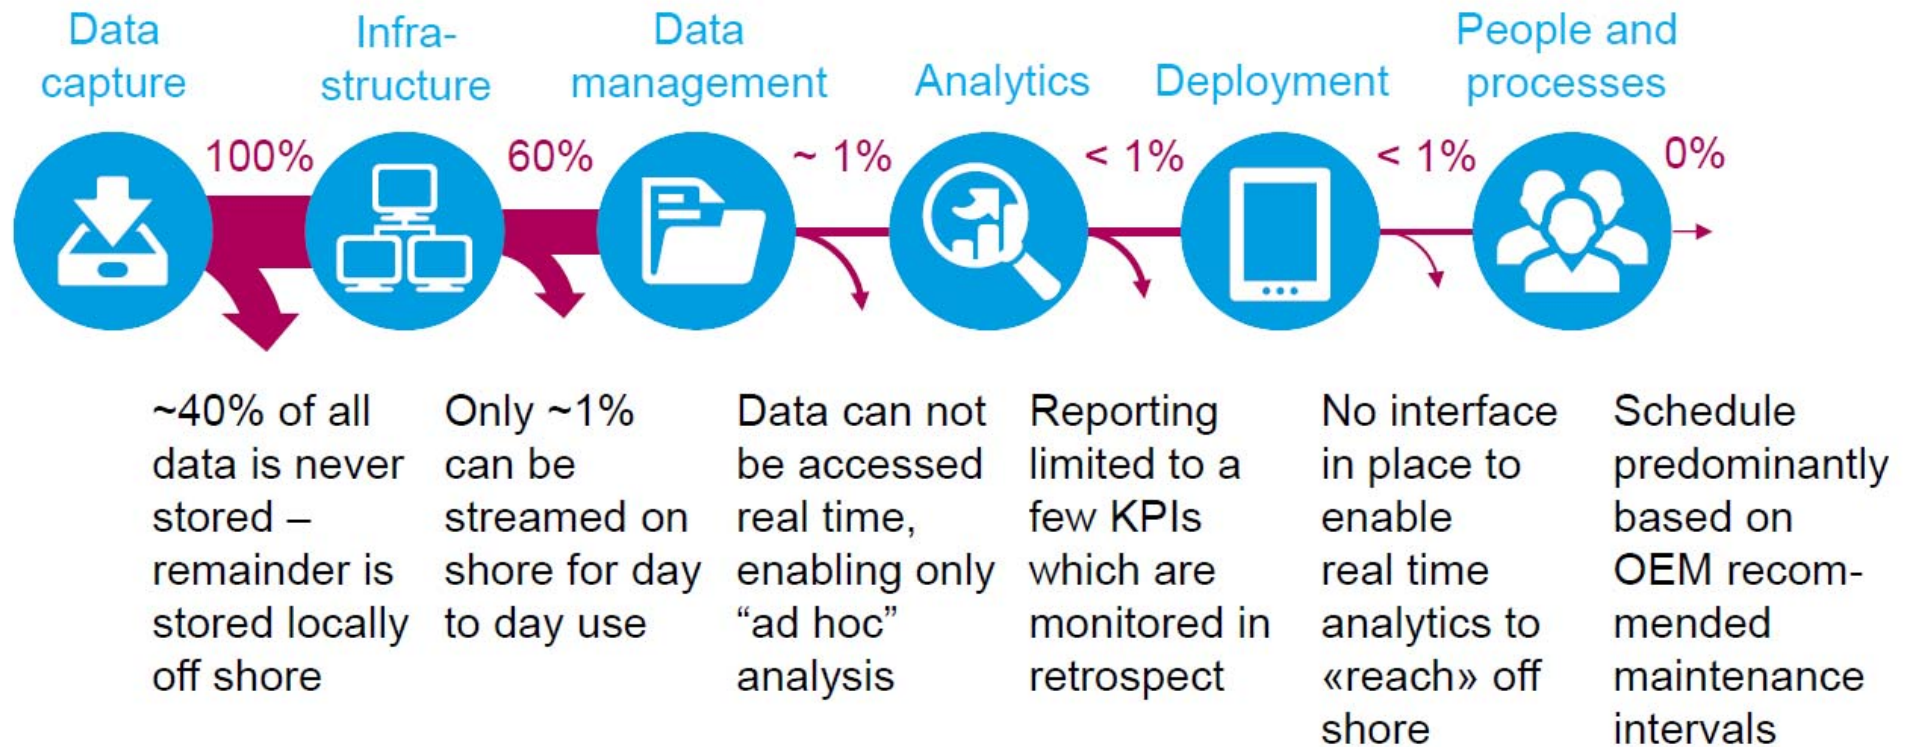 Data
capture
Infra-
structure
Data
management
Analytics
Deployment
People and
processes
100%
60%
~ 1%
< 1%
< 1%
0%
~40% of all
data is never
stored –
remainder is
stored locally
off shore
Only ~1%
can be
streamed on
shore for day
to day use
Data can not
be accessed
real time,
enabling only
“ad hoc”
analysis
Reporting
limited to a
few KPIs
which are
monitored in
retrospect
No interface
in place to
enable
real time
analytics to
«reach» off
shore
Schedule
predominantly
based on
OEM recom-
mended
maintenance
intervals